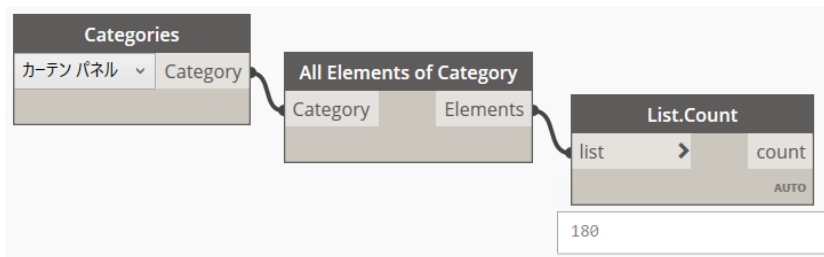 Categories
カーテン パネル Category
All Elements of Category
Category Elements
List.Count
list count
AUTO
180